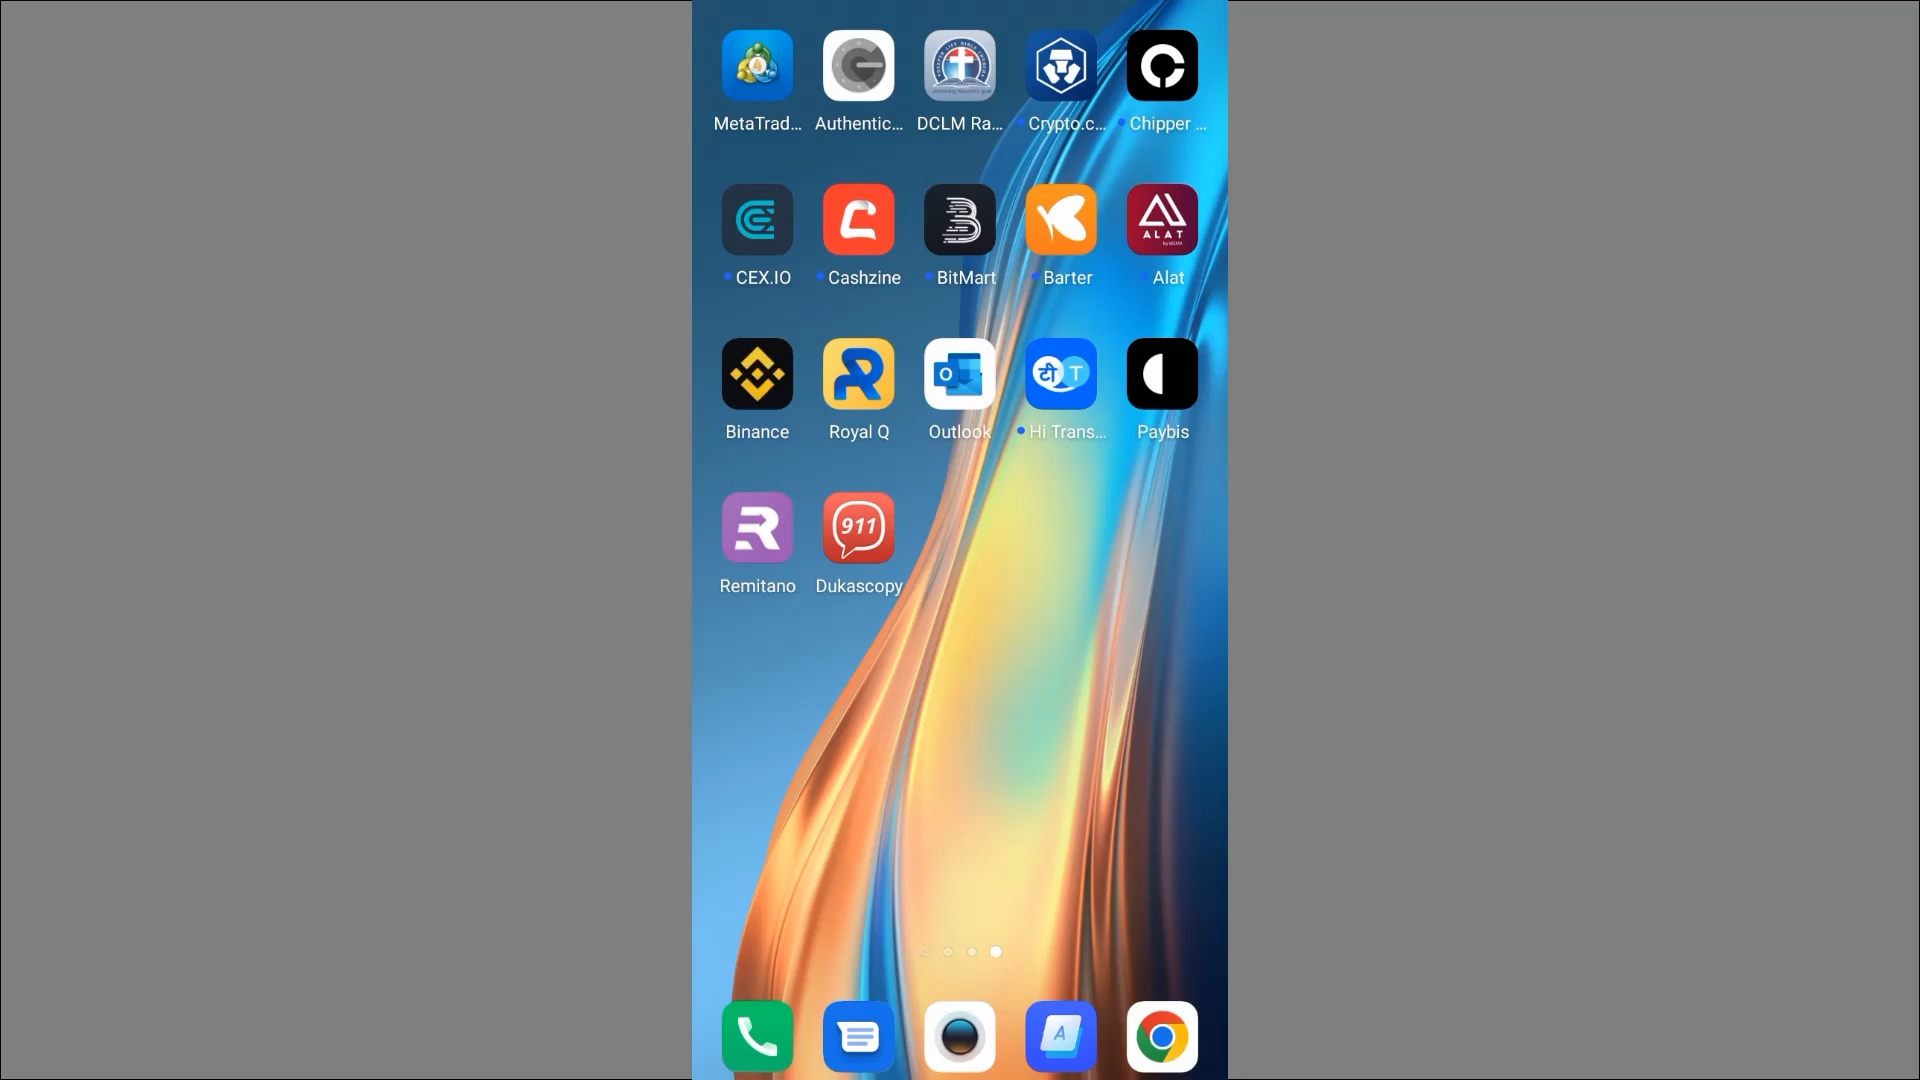 MetaTrad... Authentic... DCLM Ra... Crypto.c... Chipper ...
ALAT
CEX.IO Cashzine BitMart Barter Alat
टी T
Binance Royal Q Outlook Hi Trans... Paybis
911
Remitano Dukascopy
A